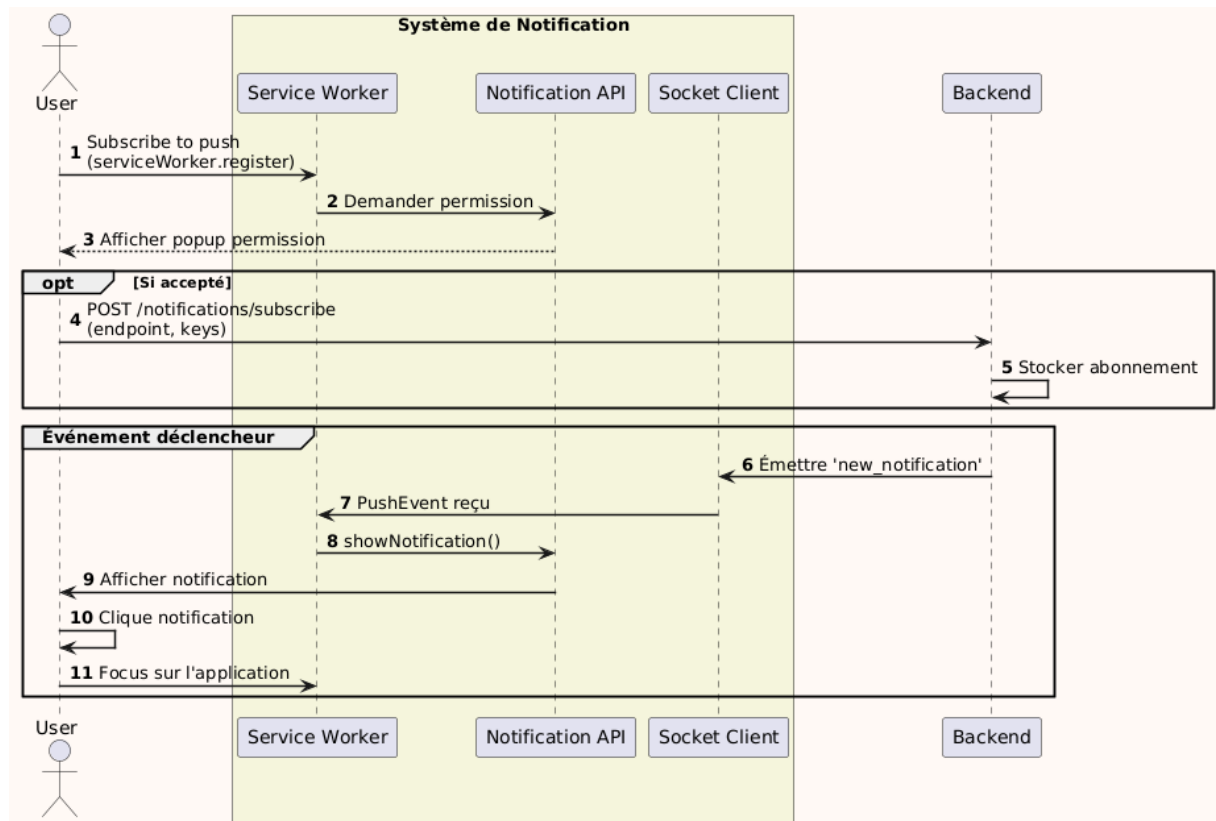 Système de Notification
User
Service Worker
Notification API
Socket Client
Backend
1 Subscribe to push
(serviceWorker.register)
2 Demander permission
3 Afficher popup permission
opt [Si accepté]
4 POST /notifications/subscribe
(endpoint, keys)
5 Stocker abonnement
Événement déclencheur
6 Émettre 'new_notification'
7 PushEvent reçu
8 showNotification()
9 Afficher notification
10 Clique notification
11 Focus sur l'application
User
Service Worker
Notification API
Socket Client
Backend